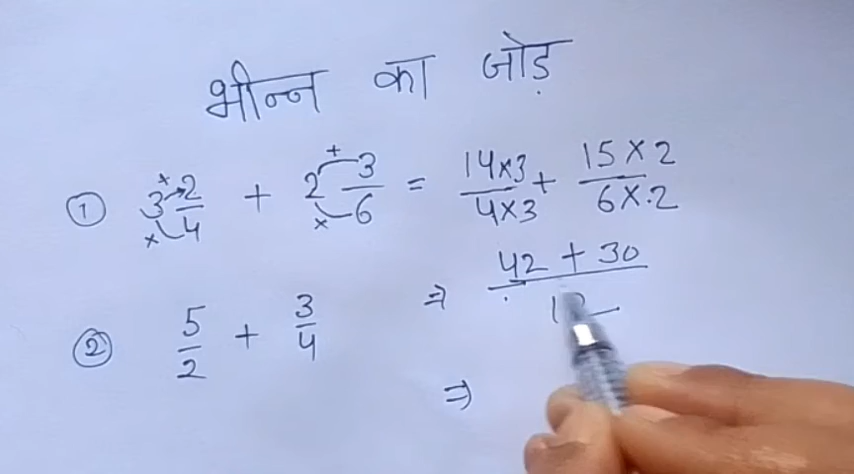 भीन्न का जोड़
① 3 2/4 + 2 3/6 = 14×3/4×3 + 15×2/6×2
⇒ 42 + 30/12
② 5/2 + 3/4
⇒